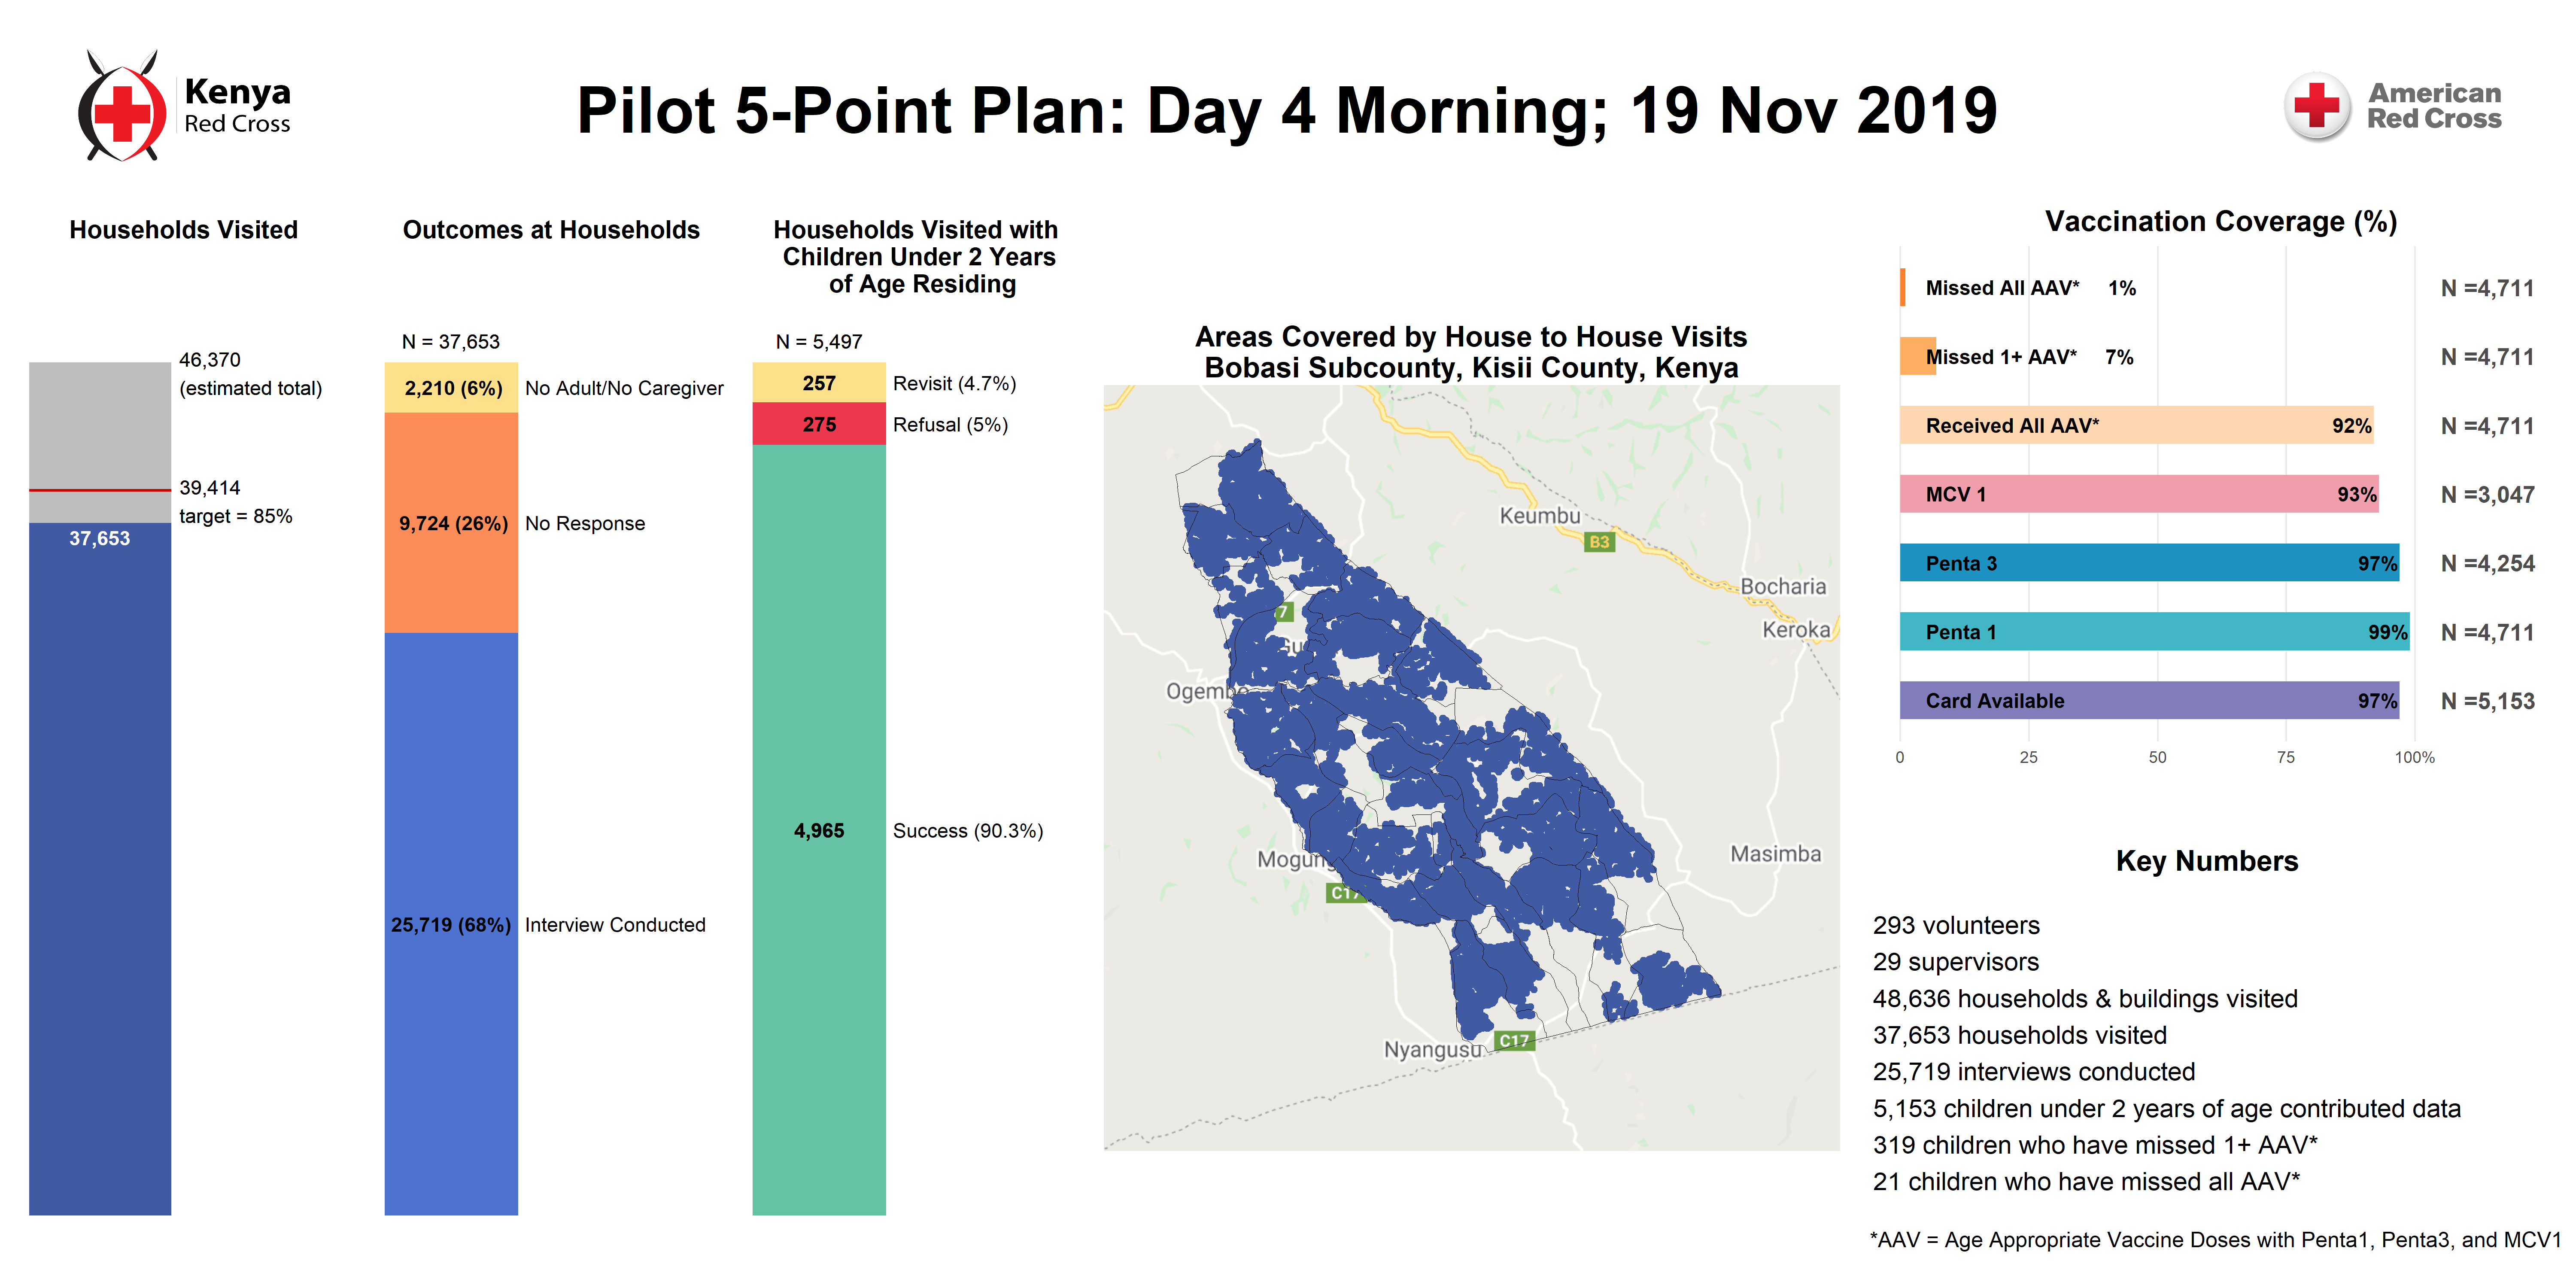 Kenya
Red Cross
Pilot 5-Point Plan: Day 4 Morning; 19 Nov 2019
American
Red Cross
Households Visited
46,370
(estimated total)
39,414
target = 85%
37,653
Outcomes at Households
N = 37,653
2,210 (6%) No Adult/No Caregiver
9,724 (26%) No Response
25,719 (68%) Interview Conducted
Households Visited with
Children Under 2 Years
of Age Residing
N = 5,497
257 Revisit (4.7%)
275 Refusal (5%)
4,965 Success (90.3%)
Areas Covered by House to House Visits
Bobasi Subcounty, Kisii County, Kenya
Keumbu
B3
Bocharia
Keroka
7
Gu
Ogembo
Masimba
Mogung
C17
Nyangusu
C17
Vaccination Coverage (%)
Missed All AAV* 1% N =4,711
Missed 1+ AAV* 7% N =4,711
Received All AAV* 92% N =4,711
MCV 1 93% N =3,047
Penta 3 97% N =4,254
Penta 1 99% N =4,711
Card Available 97% N =5,153
0 25 50 75 100%
Key Numbers
293 volunteers
29 supervisors
48,636 households & buildings visited
37,653 households visited
25,719 interviews conducted
5,153 children under 2 years of age contributed data
319 children who have missed 1+ AAV*
21 children who have missed all AAV*
*AAV = Age Appropriate Vaccine Doses with Penta1, Penta3, and MCV1